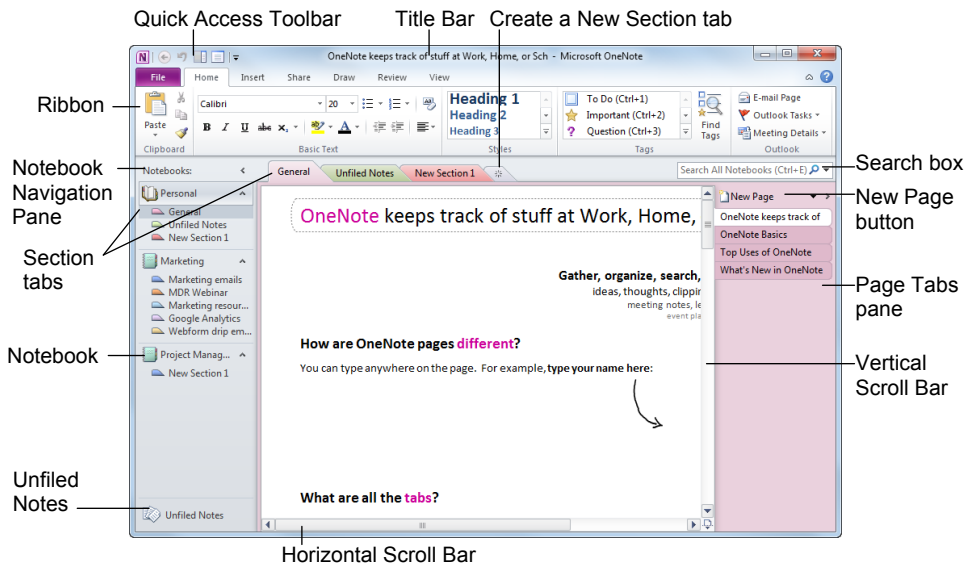 Quick Access Toolbar Title Bar Create a New Section tab
OneNote keeps track of stuff at Work, Home, or Sch - Microsoft OneNote
File Home Insert Share Draw Review View
Ribbon
Paste
Clipboard
Calibri 20
B I U abc x₂ A
Basic Text
Heading 1
Heading 2
Heading 3
Styles
To Do (Ctrl+1)
Important (Ctrl+2)
? Question (Ctrl+3)
Find
Tags
Tags
E-mail Page
Outlook Tasks
Meeting Details
Outlook
Notebook
Navigation
Pane
Notebooks:
General Unfiled Notes New Section 1
Search All Notebooks (Ctrl+E)
Search box
Personal
General
Unfiled Notes
New Section 1
Section
tabs
Marketing
Marketing emails
MDR Webinar
Marketing resour...
Google Analytics
Webform drip em...
Notebook
Project Manag...
New Section 1
Unfiled
Notes
Unfiled Notes
OneNote keeps track of stuff at Work, Home,
Gather, organize, search,
ideas, thoughts, clippin
meeting notes, le
event pla
How are OneNote pages different?
You can type anywhere on the page. For example, type your name here:
What are all the tabs?
New Page
OneNote keeps track of
OneNote Basics
Top Uses of OneNote
What's New in OneNote
New Page
button
Page Tabs
pane
Vertical
Scroll Bar
Horizontal Scroll Bar